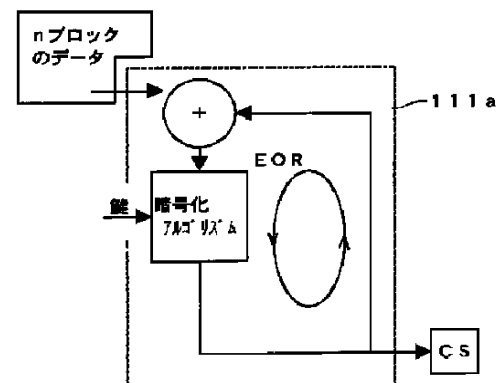 nブロック
のデータ
111a
+
EOR
鍵
暗号化
アルゴリズム
CS